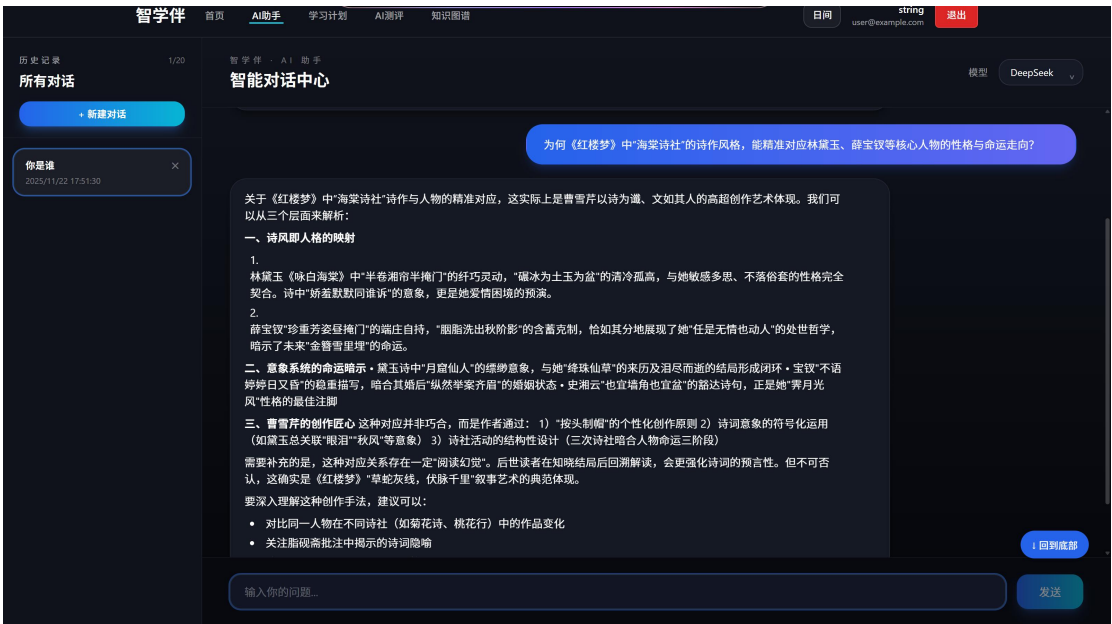 智学伴 首页 AI助手 学习计划 AI测评 知识图谱 日间 string 退出
user@example.com
历史记录 1/20
所有对话
+ 新建对话
你是谁 ×
2025/11/22 17:51:30
智学伴 · AI 助手
智能对话中心
模型 DeepSeek
为何《红楼梦》中"海棠诗社"的诗作风格，能精准对应林黛玉、薛宝钗等核心人物的性格与命运走向？
关于《红楼梦》中"海棠诗社"诗作与人物的精准对应，这实际上是曹雪芹以诗为谶、文如其人的高超创作艺术体现。我们可
以从三个层面来解析：
一、诗风即人格的映射
1.
林黛玉《咏白海棠》中"半卷湘帘半掩门"的纤巧灵动，"碾冰为土玉为盆"的清冷孤高，与她敏感多思、不落俗套的性格完全
契合。诗中"娇羞默默同谁诉"的意象，更是她爱情困境的预演。
2.
薛宝钗"珍重芳姿昼掩门"的端庄自持，"胭脂洗出秋阶影"的含蓄克制，恰如其分地展现了她"任是无情也动人"的处世哲学，
暗示了未来"金簪雪里埋"的命运。
二、意象系统的命运暗示 • 黛玉诗中"月窟仙人"的缥缈意象，与她"绛珠仙草"的来历及泪尽而逝的结局形成闭环 • 宝钗"不语
婷婷日又昏"的稳重描写，暗合其婚后"纵然举案齐眉"的婚姻状态 • 史湘云"也宜墙角也宜盆"的豁达诗句，正是她"霁月光
风"性格的最佳注脚
三、曹雪芹的创作匠心 这种对应并非巧合，而是作者通过： 1）"按头制帽"的个性化创作原则 2）诗词意象的符号化运用
（如黛玉总关联"眼泪""秋风"等意象） 3）诗社活动的结构性设计（三次诗社暗合人物命运三阶段）
需要补充的是，这种对应关系存在一定"阅读幻觉"。后世读者在知晓结局后回溯解读，会更强化诗词的预言性。但不可否
认，这确实是《红楼梦》"草蛇灰线，伏脉千里"叙事艺术的典范体现。
要深入理解这种创作手法，建议可以：
• 对比同一人物在不同诗社（如菊花诗、桃花行）中的作品变化
• 关注脂砚斋批注中揭示的诗词隐喻
↓ 回到底部
输入你的问题...
发送